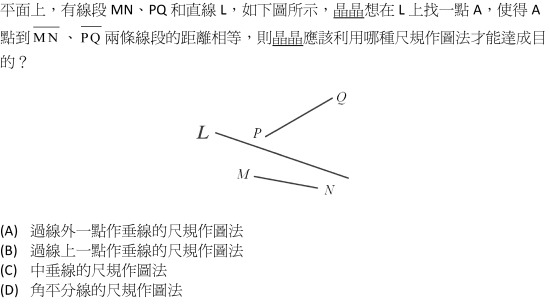 平面上，有線段 MN、PQ 和直線 L，如下圖所示，晶晶想在 L 上找一點 A，使得 A
點到 MN 、 PQ 兩條線段的距離相等，則晶晶應該利用哪種尺規作圖法才能達成目
的？
Q
L
P
M
N
(A) 過線外一點作垂線的尺規作圖法
(B) 過線上一點作垂線的尺規作圖法
(C) 中垂線的尺規作圖法
(D) 角平分線的尺規作圖法